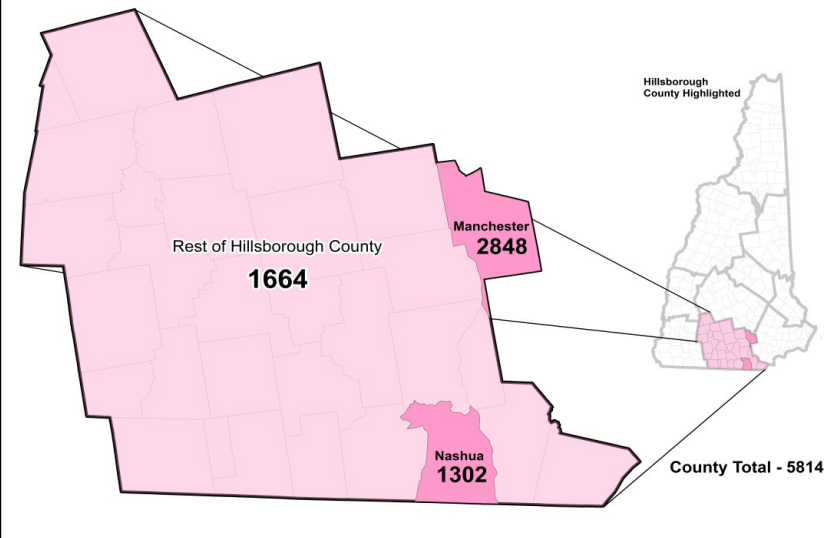 Hillsborough
County Highlighted
Manchester
2848
Rest of Hillsborough County
1664
Nashua
1302
County Total - 5814